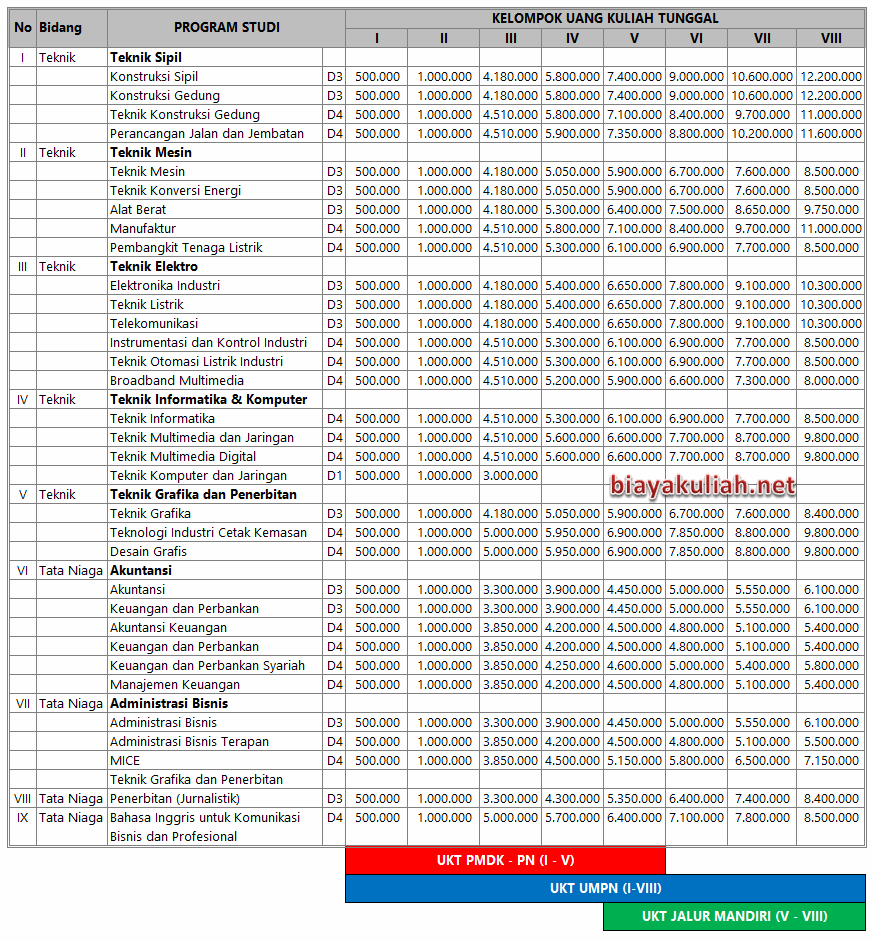 KELOMPOK UANG KULIAH TUNGGAL
No Bidang PROGRAM STUDI
I II III IV V VI VII VIII
I Teknik Teknik Sipil
Konstruksi Sipil D3 500.000 1.000.000 4.180.000 5.800.000 7.400.000 9.000.000 10.600.000 12.200.000
Konstruksi Gedung D3 500.000 1.000.000 4.180.000 5.800.000 7.400.000 9.000.000 10.600.000 12.200.000
Teknik Konstruksi Gedung D4 500.000 1.000.000 4.510.000 5.800.000 7.100.000 8.400.000 9.700.000 11.000.000
Perancangan Jalan dan Jembatan D4 500.000 1.000.000 4.510.000 5.900.000 7.350.000 8.800.000 10.200.000 11.600.000
II Teknik Teknik Mesin
Teknik Mesin D3 500.000 1.000.000 4.180.000 5.050.000 5.900.000 6.700.000 7.600.000 8.500.000
Teknik Konversi Energi D3 500.000 1.000.000 4.180.000 5.050.000 5.900.000 6.700.000 7.600.000 8.500.000
Alat Berat D3 500.000 1.000.000 4.180.000 5.300.000 6.400.000 7.500.000 8.650.000 9.750.000
Manufaktur D4 500.000 1.000.000 4.510.000 5.800.000 7.100.000 8.400.000 9.700.000 11.000.000
Pembangkit Tenaga Listrik D4 500.000 1.000.000 4.510.000 5.300.000 6.100.000 6.900.000 7.700.000 8.500.000
III Teknik Teknik Elektro
Elektronika Industri D3 500.000 1.000.000 4.180.000 5.400.000 6.650.000 7.800.000 9.100.000 10.300.000
Teknik Listrik D3 500.000 1.000.000 4.180.000 5.400.000 6.650.000 7.800.000 9.100.000 10.300.000
Telekomunikasi D3 500.000 1.000.000 4.180.000 5.400.000 6.650.000 7.800.000 9.100.000 10.300.000
Instrumentasi dan Kontrol Industri D4 500.000 1.000.000 4.510.000 5.300.000 6.100.000 6.900.000 7.700.000 8.500.000
Teknik Otomasi Listrik Industri D4 500.000 1.000.000 4.510.000 5.300.000 6.100.000 6.900.000 7.700.000 8.500.000
Broadband Multimedia D4 500.000 1.000.000 4.510.000 5.200.000 5.900.000 6.600.000 7.300.000 8.000.000
IV Teknik Teknik Informatika & Komputer
Teknik Informatika D4 500.000 1.000.000 4.510.000 5.300.000 6.100.000 6.900.000 7.700.000 8.500.000
Teknik Multimedia dan Jaringan D4 500.000 1.000.000 4.510.000 5.600.000 6.600.000 7.700.000 8.700.000 9.800.000
Teknik Multimedia Digital D4 500.000 1.000.000 4.510.000 5.600.000 6.600.000 7.700.000 8.700.000 9.800.000
Teknik Komputer dan Jaringan D1 500.000 1.000.000 3.000.000
biayakuliah.net
V Teknik Teknik Grafika dan Penerbitan
Teknik Grafika D3 500.000 1.000.000 4.180.000 5.050.000 5.900.000 6.700.000 7.600.000 8.400.000
Teknologi Industri Cetak Kemasan D4 500.000 1.000.000 5.000.000 5.950.000 6.900.000 7.850.000 8.800.000 9.800.000
Desain Grafis D4 500.000 1.000.000 5.000.000 5.950.000 6.900.000 7.850.000 8.800.000 9.800.000
VI Tata Niaga Akuntansi
Akuntansi D3 500.000 1.000.000 3.300.000 3.900.000 4.450.000 5.000.000 5.550.000 6.100.000
Keuangan dan Perbankan D3 500.000 1.000.000 3.300.000 3.900.000 4.450.000 5.000.000 5.550.000 6.100.000
Akuntansi Keuangan D4 500.000 1.000.000 3.850.000 4.200.000 4.500.000 4.800.000 5.100.000 5.400.000
Keuangan dan Perbankan D4 500.000 1.000.000 3.850.000 4.200.000 4.500.000 4.800.000 5.100.000 5.400.000
Keuangan dan Perbankan Syariah D4 500.000 1.000.000 3.850.000 4.250.000 4.600.000 5.000.000 5.400.000 5.800.000
Manajemen Keuangan D4 500.000 1.000.000 3.850.000 4.200.000 4.500.000 4.800.000 5.100.000 5.400.000
VII Tata Niaga Administrasi Bisnis
Administrasi Bisnis D3 500.000 1.000.000 3.300.000 3.900.000 4.450.000 5.000.000 5.550.000 6.100.000
Administrasi Bisnis Terapan D4 500.000 1.000.000 3.850.000 4.200.000 4.500.000 4.800.000 5.100.000 5.500.000
MICE D4 500.000 1.000.000 3.850.000 4.500.000 5.150.000 5.800.000 6.500.000 7.150.000
Teknik Grafika dan Penerbitan
VIII Tata Niaga Penerbitan (Jurnalistik) D3 500.000 1.000.000 3.300.000 4.300.000 5.350.000 6.400.000 7.400.000 8.400.000
IX Tata Niaga Bahasa Inggris untuk Komunikasi D4 500.000 1.000.000 5.000.000 5.700.000 6.400.000 7.100.000 7.800.000 8.500.000
Bisnis dan Profesional
UKT PMDK - PN (I - V)
UKT UMPN (I-VIII)
UKT JALUR MANDIRI (V - VIII)